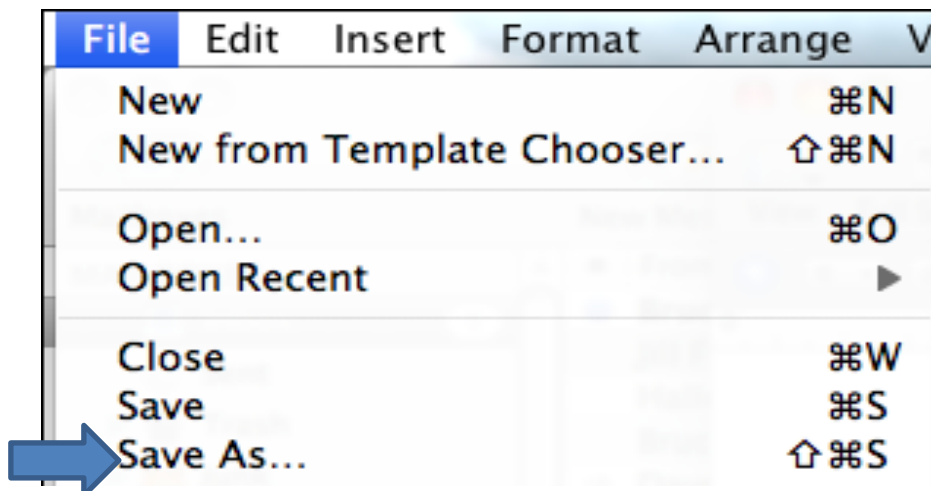 File Edit Insert Format Arrange V
New ⌘N
New from Template Chooser... ⇧⌘N
Open... ⌘O
Open Recent ▶
Close ⌘W
Save ⌘S
Save As... ⇧⌘S